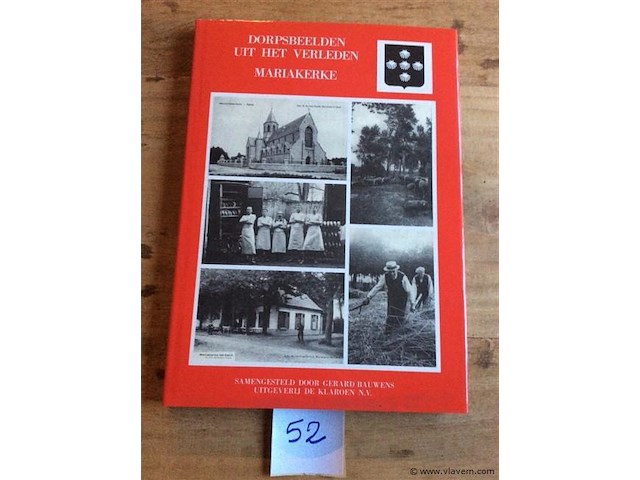 DORPSBEELDEN
UIT HET VERLEDEN
MARIAKERKE
SAMENGESTELD DOOR GERARD BAUWENS
UITGEVERIJ DE KLAROEN N.V.
52
© www.vlavem.com